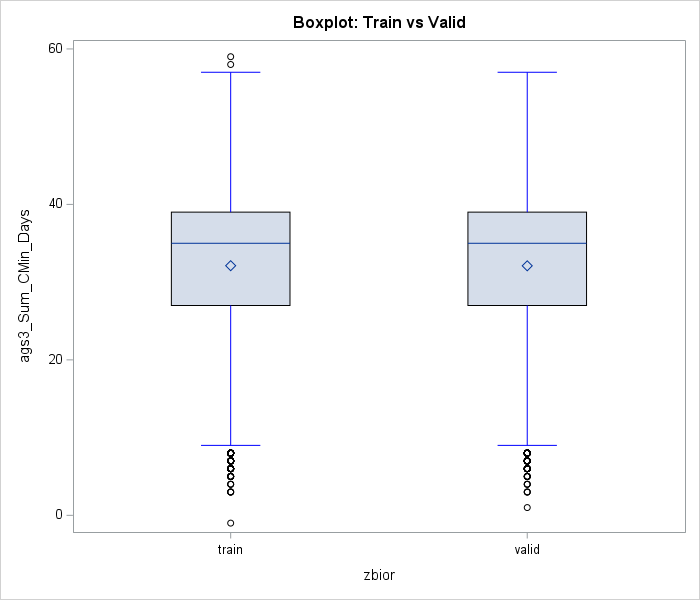 Boxplot: Train vs Valid
60
40
20
0
ags3_Sum_CMin_Days
train
valid
zbior